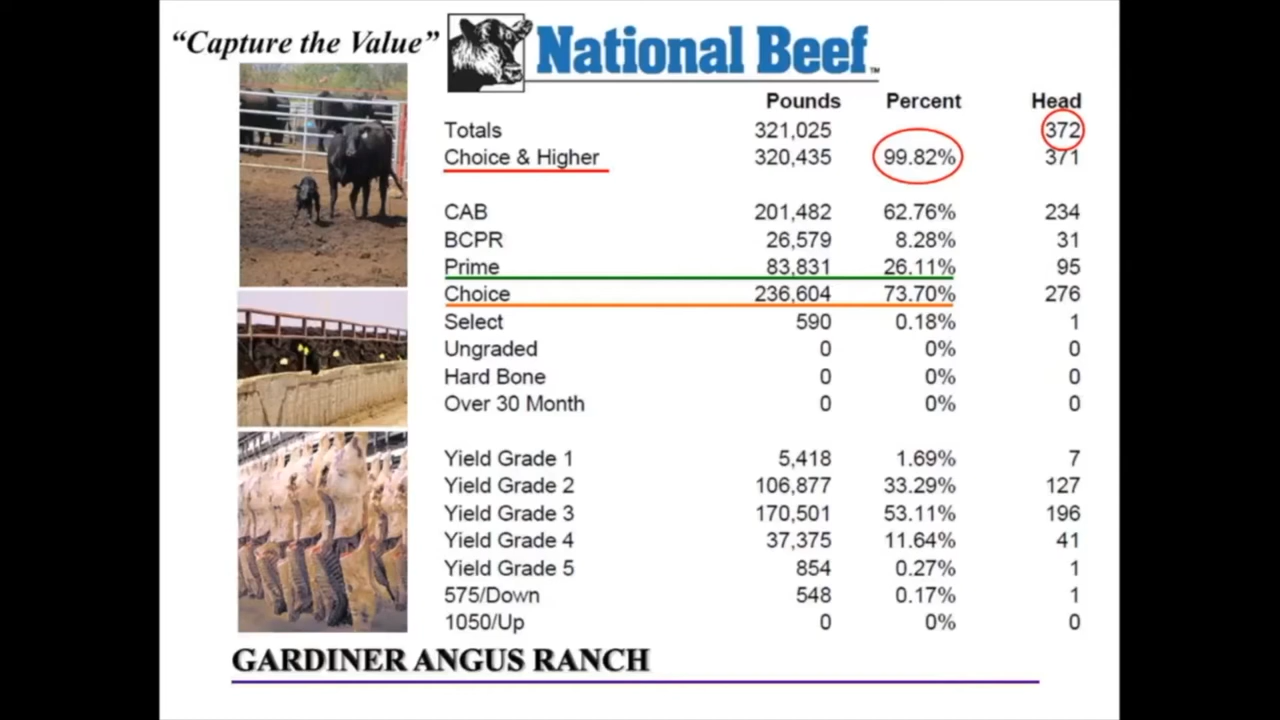 “Capture the Value”
National Beef™
Pounds Percent Head
Totals 321,025 372
Choice & Higher 320,435 99.82% 371
CAB 201,482 62.76% 234
BCPR 26,579 8.28% 31
Prime 83,831 26.11% 95
Choice 236,604 73.70% 276
Select 590 0.18% 1
Ungraded 0 0% 0
Hard Bone 0 0% 0
Over 30 Month 0 0% 0
Yield Grade 1 5,418 1.69% 7
Yield Grade 2 106,877 33.29% 127
Yield Grade 3 170,501 53.11% 196
Yield Grade 4 37,375 11.64% 41
Yield Grade 5 854 0.27% 1
575/Down 548 0.17% 1
1050/Up 0 0% 0
GARDINER ANGUS RANCH